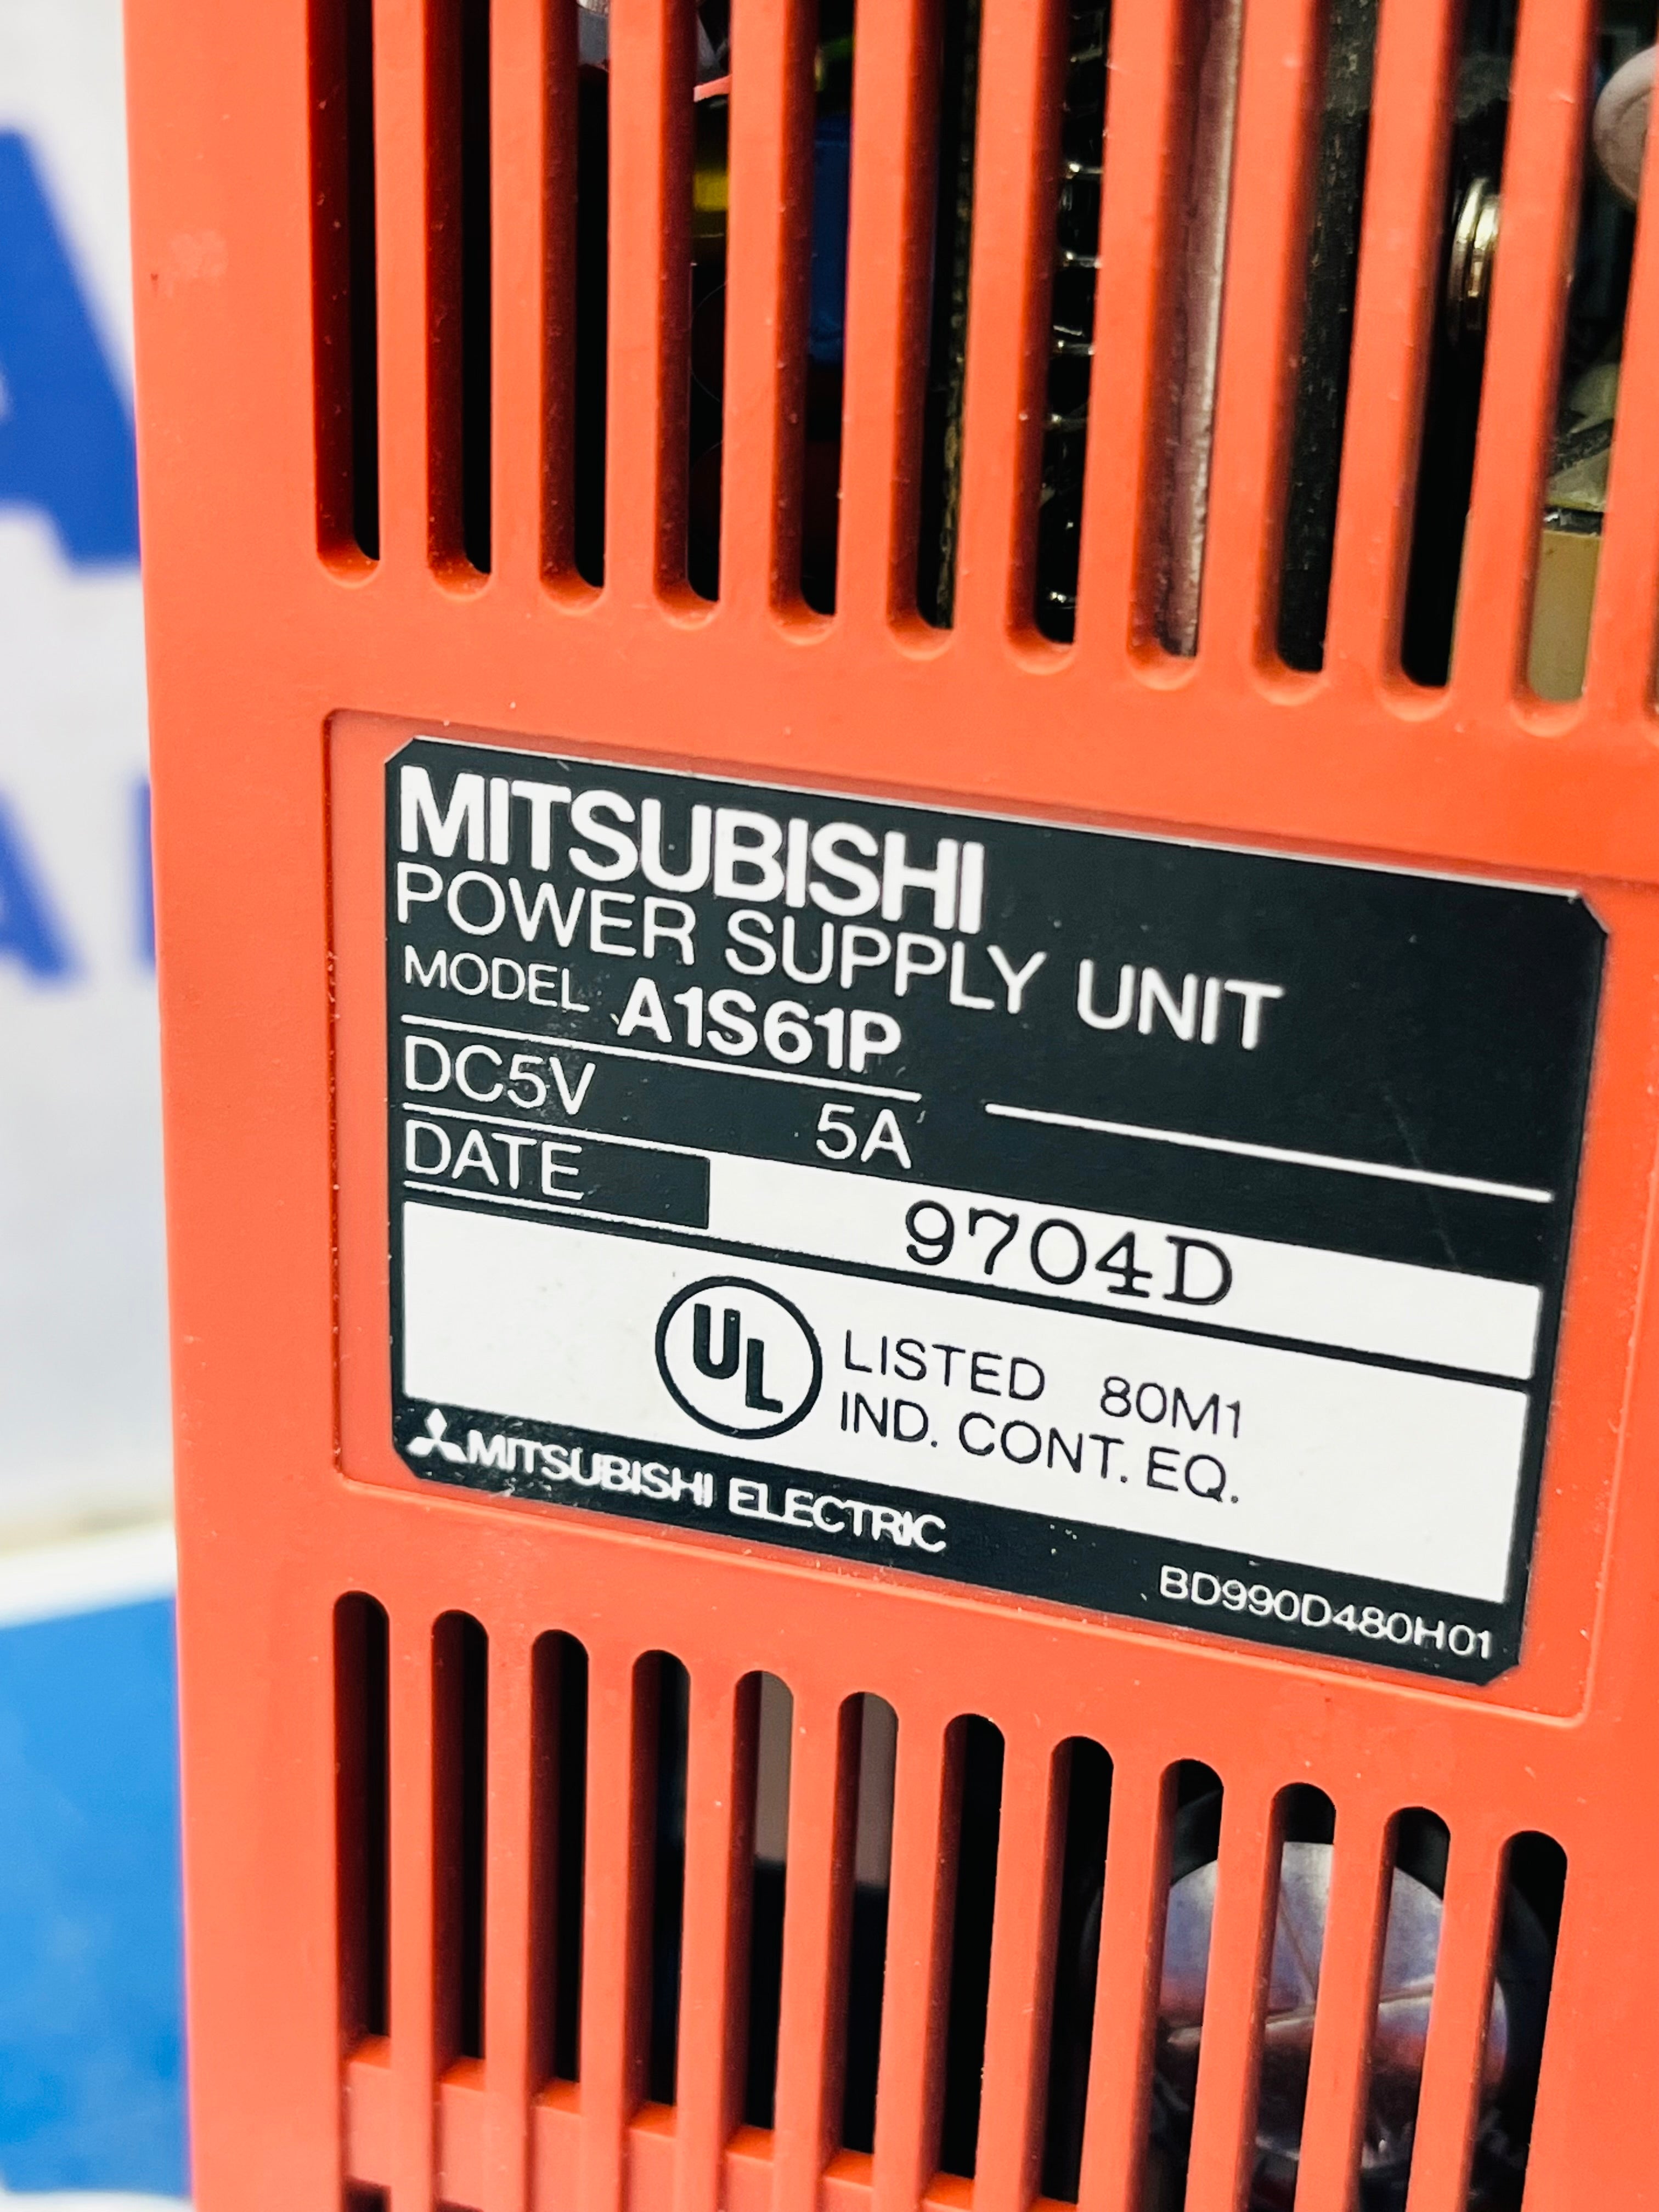 MITSUBISHI
POWER SUPPLY UNIT
MODEL A1S61P
DC5V 5A
DATE 9704D
UL LISTED 80M1
IND. CONT. EQ.
MITSUBISHI ELECTRIC
BD990D480H01